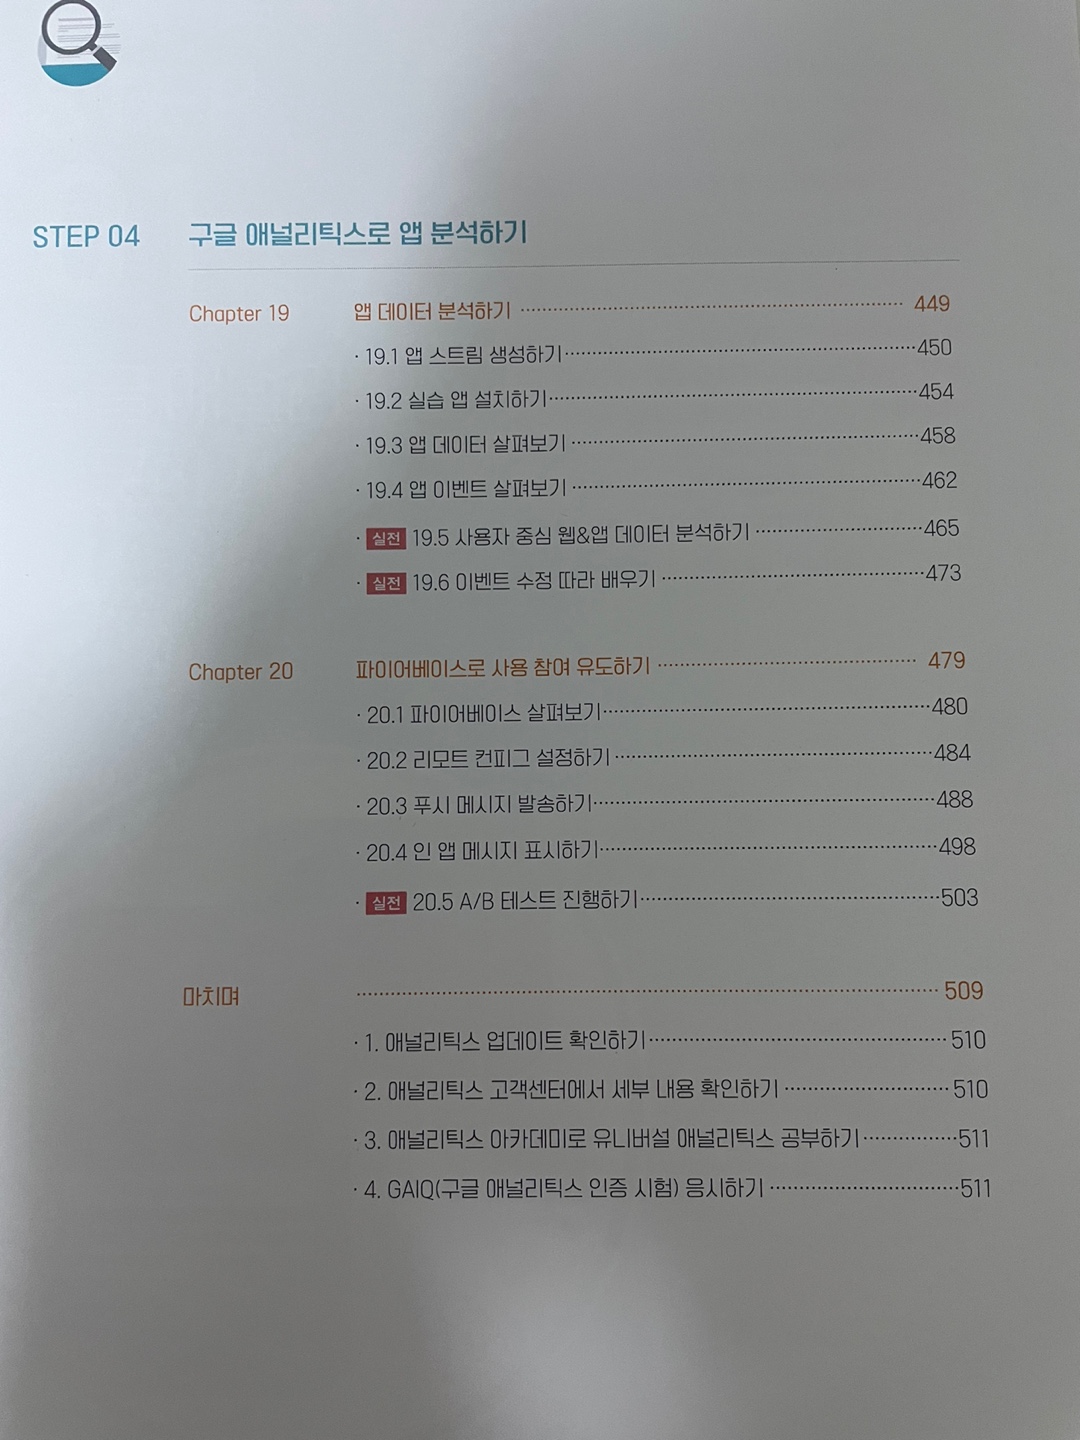 STEP 04 구글 애널리틱스로 앱 분석하기
Chapter 19 앱 데이터 분석하기 449
· 19.1 앱 스트림 생성하기 450
· 19.2 실습 앱 설치하기 454
· 19.3 앱 데이터 살펴보기 458
· 19.4 앱 이벤트 살펴보기 462
· 실전 19.5 사용자 중심 웹&앱 데이터 분석하기 465
· 실전 19.6 이벤트 수정 따라 배우기 473
Chapter 20 파이어베이스로 사용 참여 유도하기 479
· 20.1 파이어베이스 살펴보기 480
· 20.2 리모트 컨피그 설정하기 484
· 20.3 푸시 메시지 발송하기 488
· 20.4 인 앱 메시지 표시하기 498
· 실전 20.5 A/B 테스트 진행하기 503
마치며 509
· 1. 애널리틱스 업데이트 확인하기 510
· 2. 애널리틱스 고객센터에서 세부 내용 확인하기 510
· 3. 애널리틱스 아카데미로 유니버설 애널리틱스 공부하기 511
· 4. GAIQ(구글 애널리틱스 인증 시험) 응시하기 511